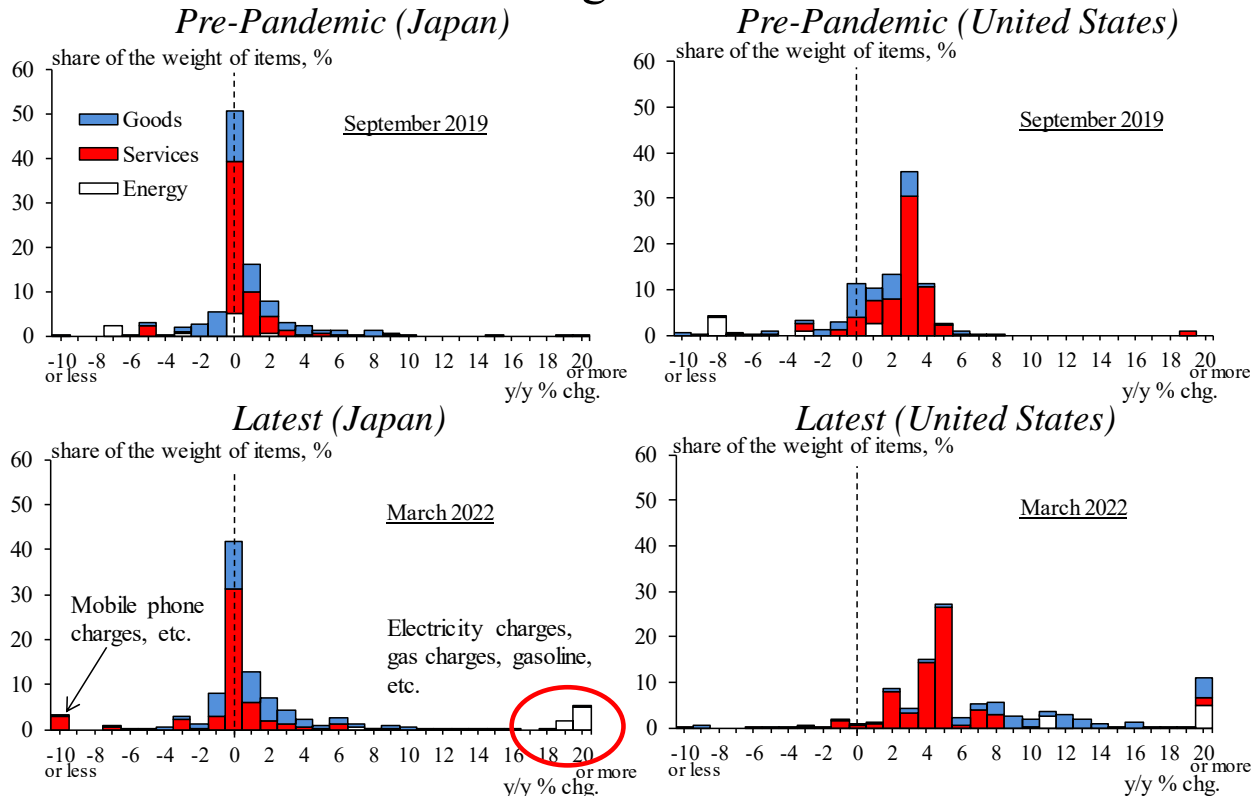 Pre-Pandemic (Japan)
share of the weight of items, %
60
50
40
30
20
10
0
Goods
Services
Energy
September 2019
-10 -8 -6 -4 -2 0 2 4 6 8 10 12 14 16 18 20
or less
or more
y/y % chg.
Pre-Pandemic (United States)
share of the weight of items, %
60
50
40
30
20
10
0
September 2019
-10 -8 -6 -4 -2 0 2 4 6 8 10 12 14 16 18 20
or less
or more
y/y % chg.
Latest (Japan)
share of the weight of items, %
60
50
40
30
20
10
0
March 2022
Mobile phone
charges, etc.
Electricity charges,
gas charges, gasoline,
etc.
-10 -8 -6 -4 -2 0 2 4 6 8 10 12 14 16 18 20
or less
or more
y/y % chg.
Latest (United States)
share of the weight of items, %
60
50
40
30
20
10
0
March 2022
-10 -8 -6 -4 -2 0 2 4 6 8 10 12 14 16 18 20
or less
or more
y/y % chg.